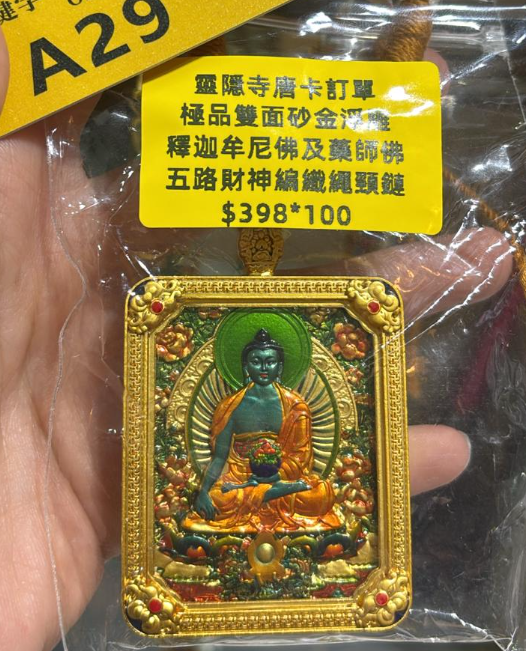 A29
靈隱寺唐卡訂單
極品雙面砂金浮雕
釋迦牟尼佛及藥師佛
五路財神編織繩頸鏈
$398*100